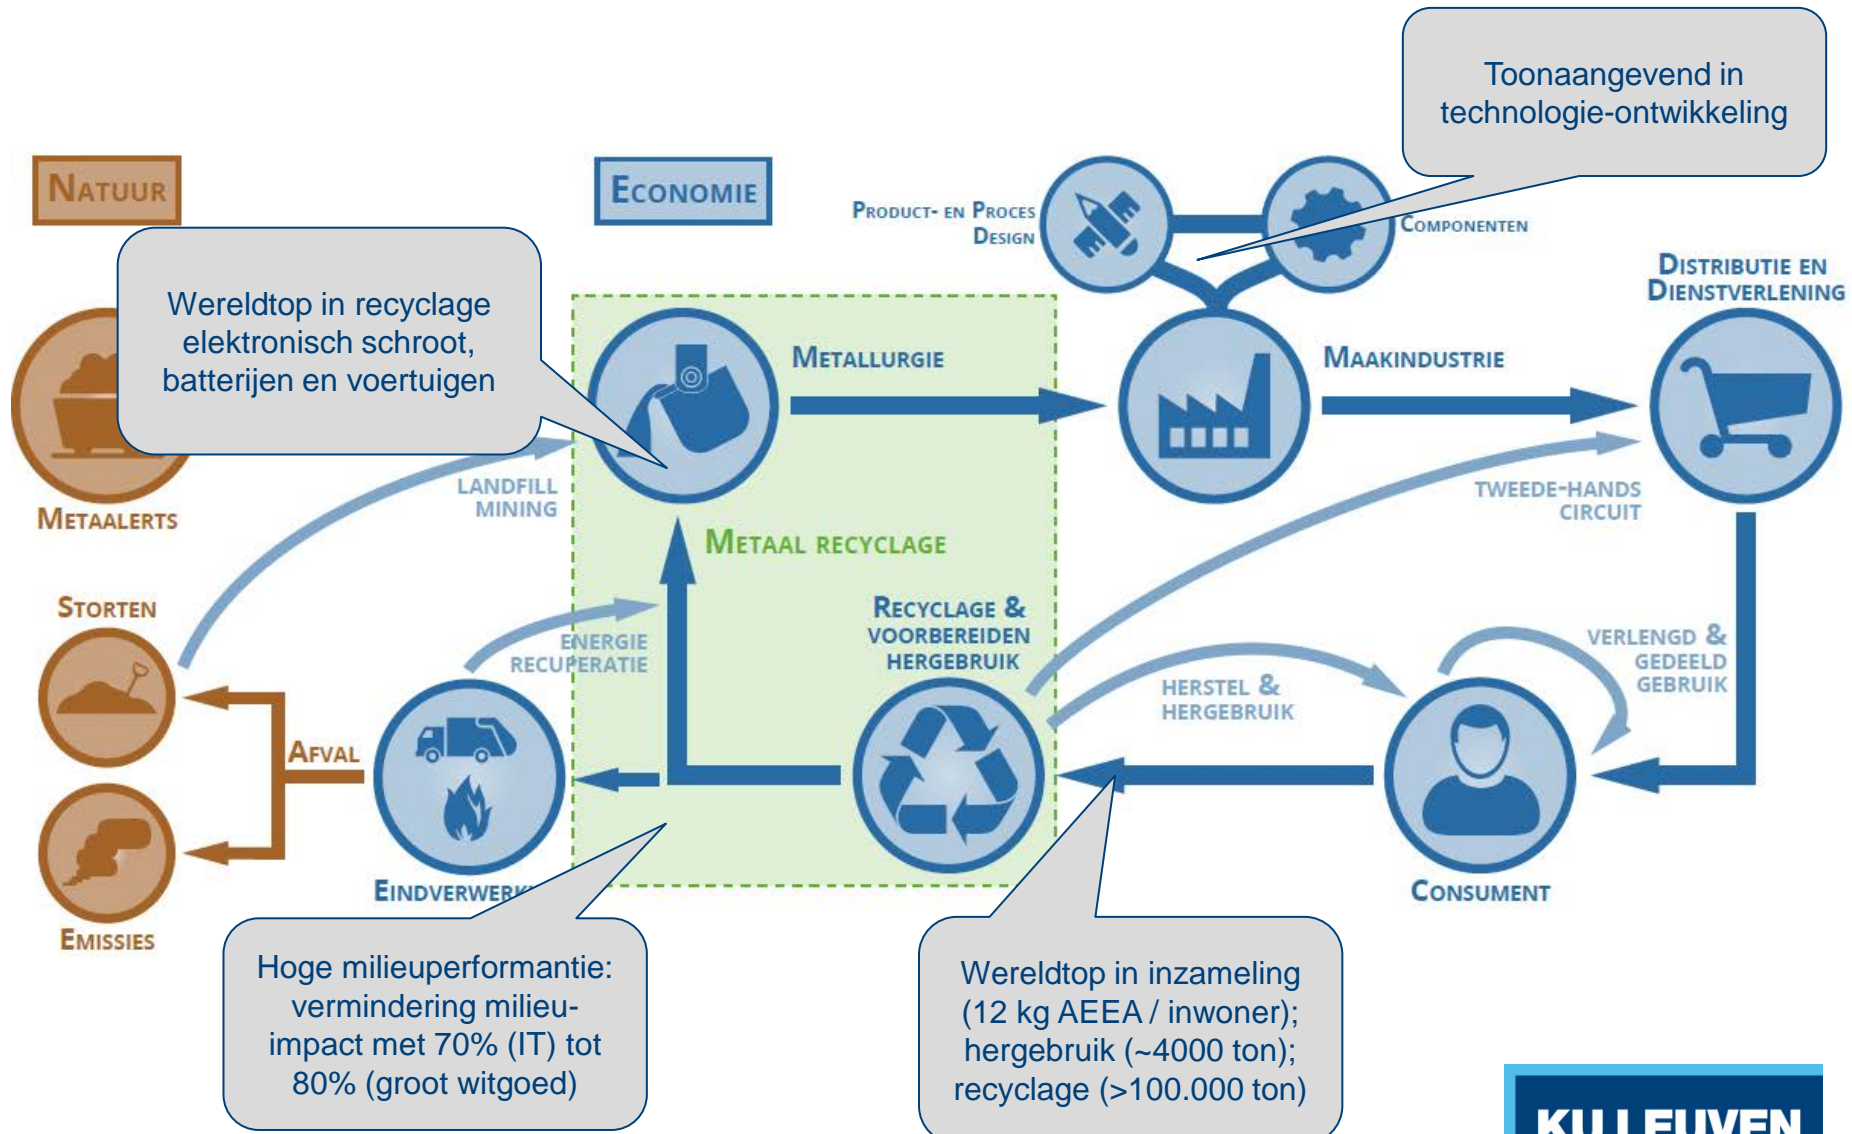 Toonaangevend in
technologie-ontwikkeling
NATUUR
ECONOMIE
PRODUCT- EN PROCES
DESIGN
COMPONENTEN
DISTRIBUTIE EN
DIENSTVERLENING
Wereldtop in recyclage
elektronisch schroot,
batterijen en voertuigen
METALLURGIE
MAAKINDUSTRIE
LANDFILL
MINING
METAALERTS
TWEEDE-HANDS
CIRCUIT
METAAL RECYCLAGE
STORTEN
ENERGIE
RECUPERATIE
RECYCLAGE &
VOORBEREIDEN
HERGEBRUIK
VERLENGD &
GEDEELD
GEBRUIK
HERSTEL &
HERGEBRUIK
AFVAL
EINDVERWERK
CONSUMENT
EMISSIES
Hoge milieuperformantie:
vermindering milieu-
impact met 70% (IT) tot
80% (groot witgoed)
Wereldtop in inzameling
(12 kg AEEA / inwoner);
hergebruik (~4000 ton);
recyclage (>100.000 ton)
KU LEUVEN